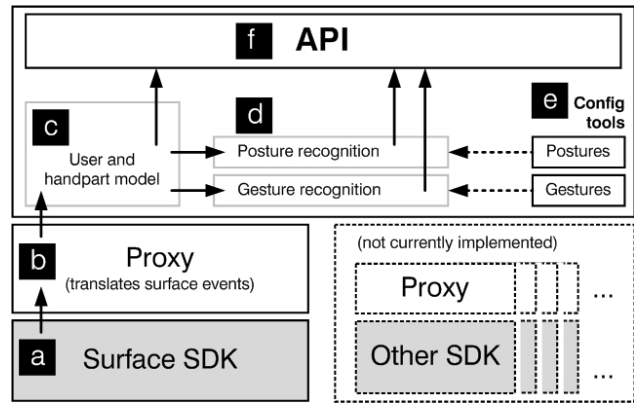 f API
e Config
tools
c
d
User and
handpart model
Posture recognition
Postures
Gesture recognition
Gestures
b Proxy
(translates surface events)
a Surface SDK
(not currently implemented)
Proxy
...
Other SDK
...